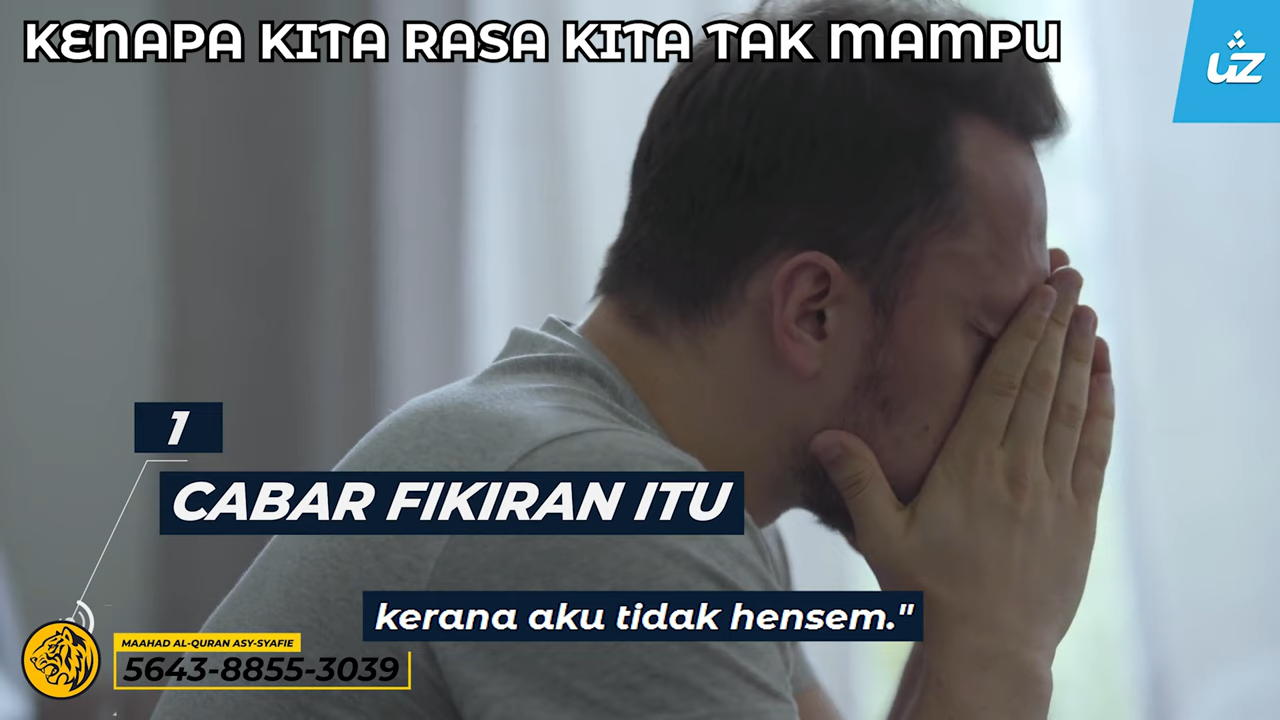 KENAPA KITA RASA KITA TAK MAMPU
uz
1
CABAR FIKIRAN ITU
kerana aku tidak hensem."
MAAHAD AL-QURAN ASY-SYAFIE
5643-8855-3039